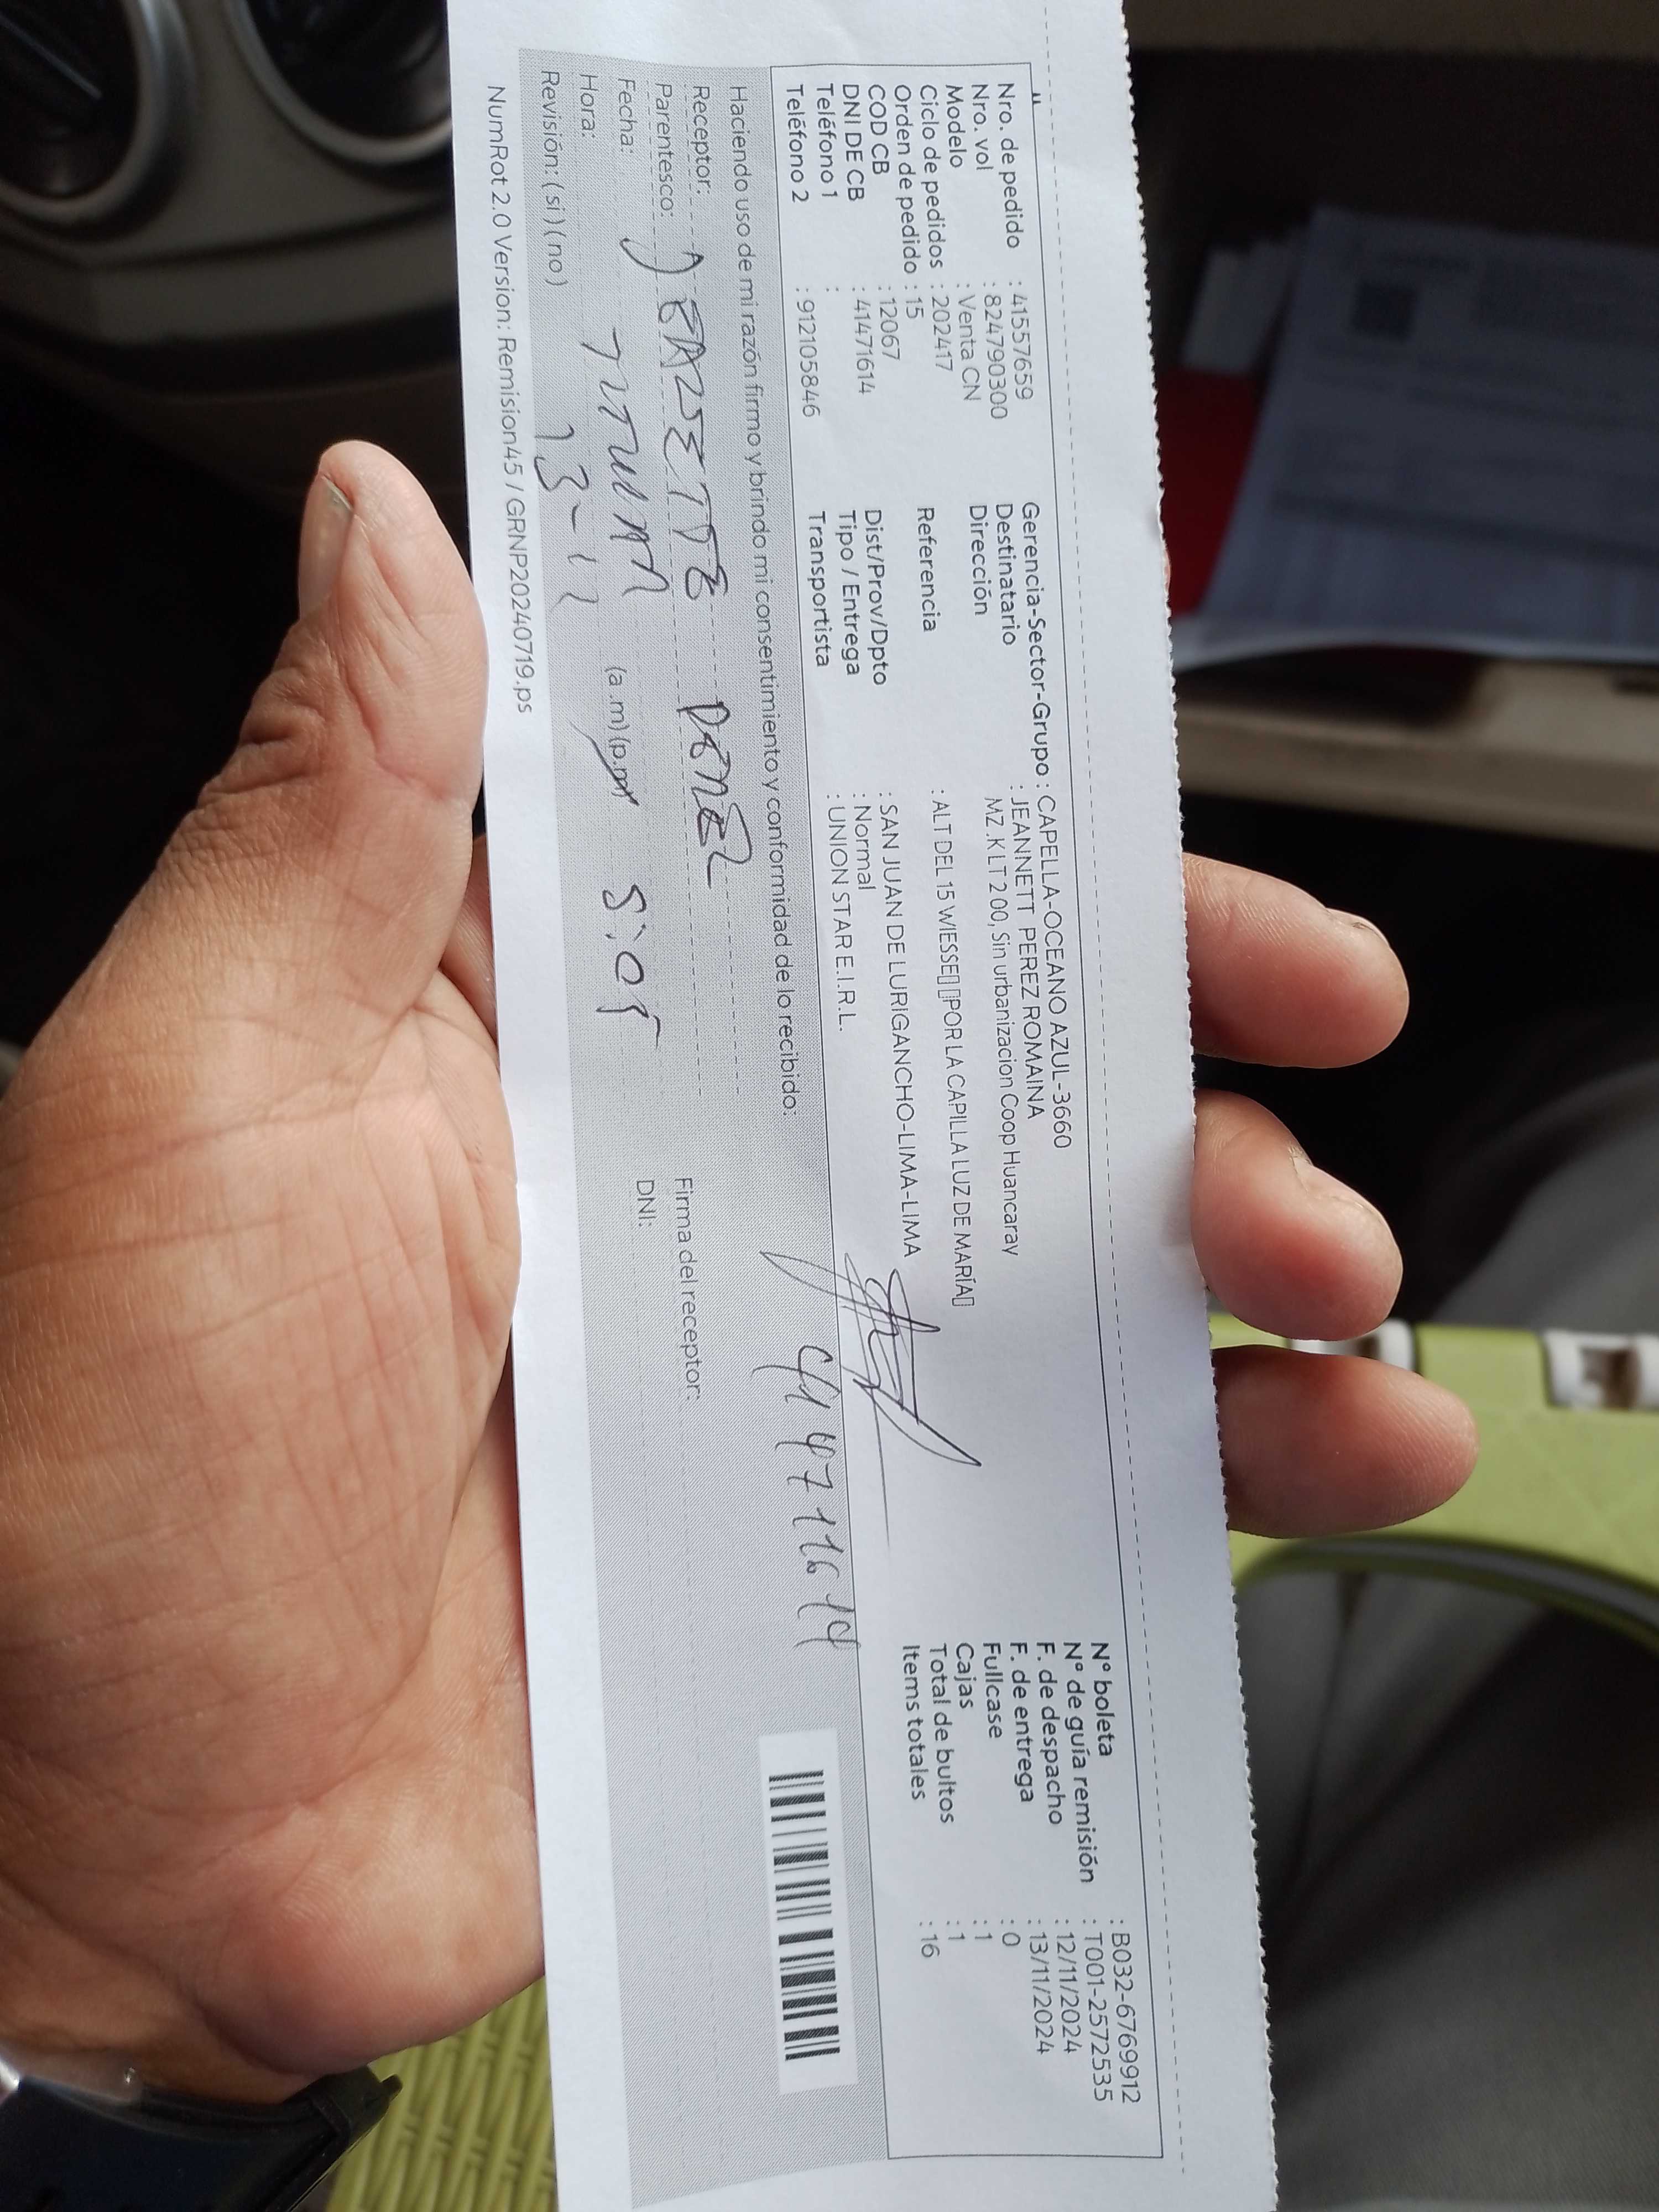 Nro. de pedido : 41557659
Nro. vol : 824790300
Modelo : Venta CN
Ciclo de pedidos : 202417
Orden de pedido : 15
COD CB : 12067
DNI DE CB : 41471614
Teléfono 1 :
Teléfono 2 : 912105846
Gerencia-Sector-Grupo : CAPELLA-OCEANO AZUL-3660
Destinatario : JEANNETT PEREZ ROMAINA
Dirección MZ.K LT 2 00, Sin urbanizacion Coop Huancaray
Referencia : ALT DEL 15 WIESSE▯▯POR LA CAPILLA LUZ DE MARÍA▯
Dist/Prov/Dpto : SAN JUAN DE LURIGANCHO-LIMA-LIMA
Tipo / Entrega : Normal
Transportista : UNION STAR E.I.R.L.
N° boleta : B032-6769912
N° de guía remisión : T001-2572535
F. de despacho : 12/11/2024
F. de entrega : 13/11/2024
Fullcase : 0
Cajas : 1
Total de bultos : 1
Items totales : 16
Haciendo uso de mi razón firmo y brindo mi consentimiento y conformidad de lo recibido:
Receptor:
Parentesco:
Fecha:
Hora: (a.m)(p.m) 5:05
Revisión: (si) (no)
Firma del receptor:
DNI: 41471614
NumRot 2.0 Version: Remision45 / GRNP20240719.ps